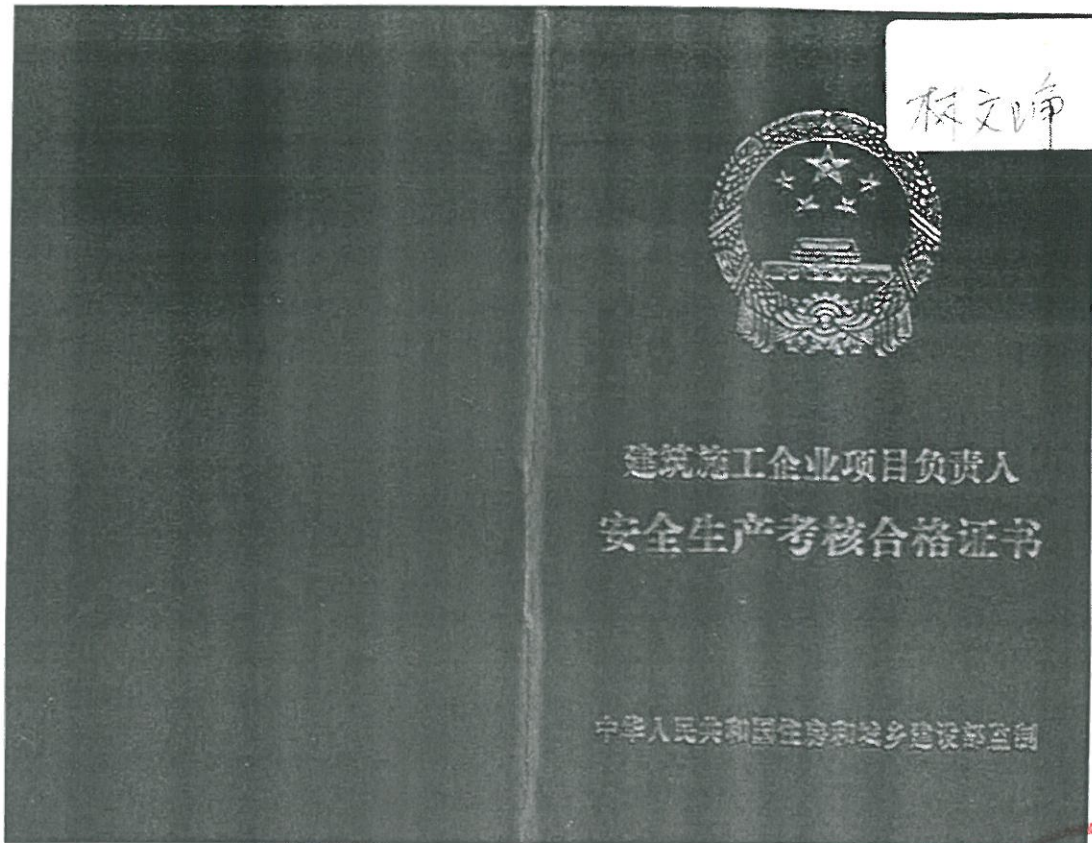 建筑施工企业项目负责人
安全生产考核合格证书
中华人民共和国住房和城乡建设部监制